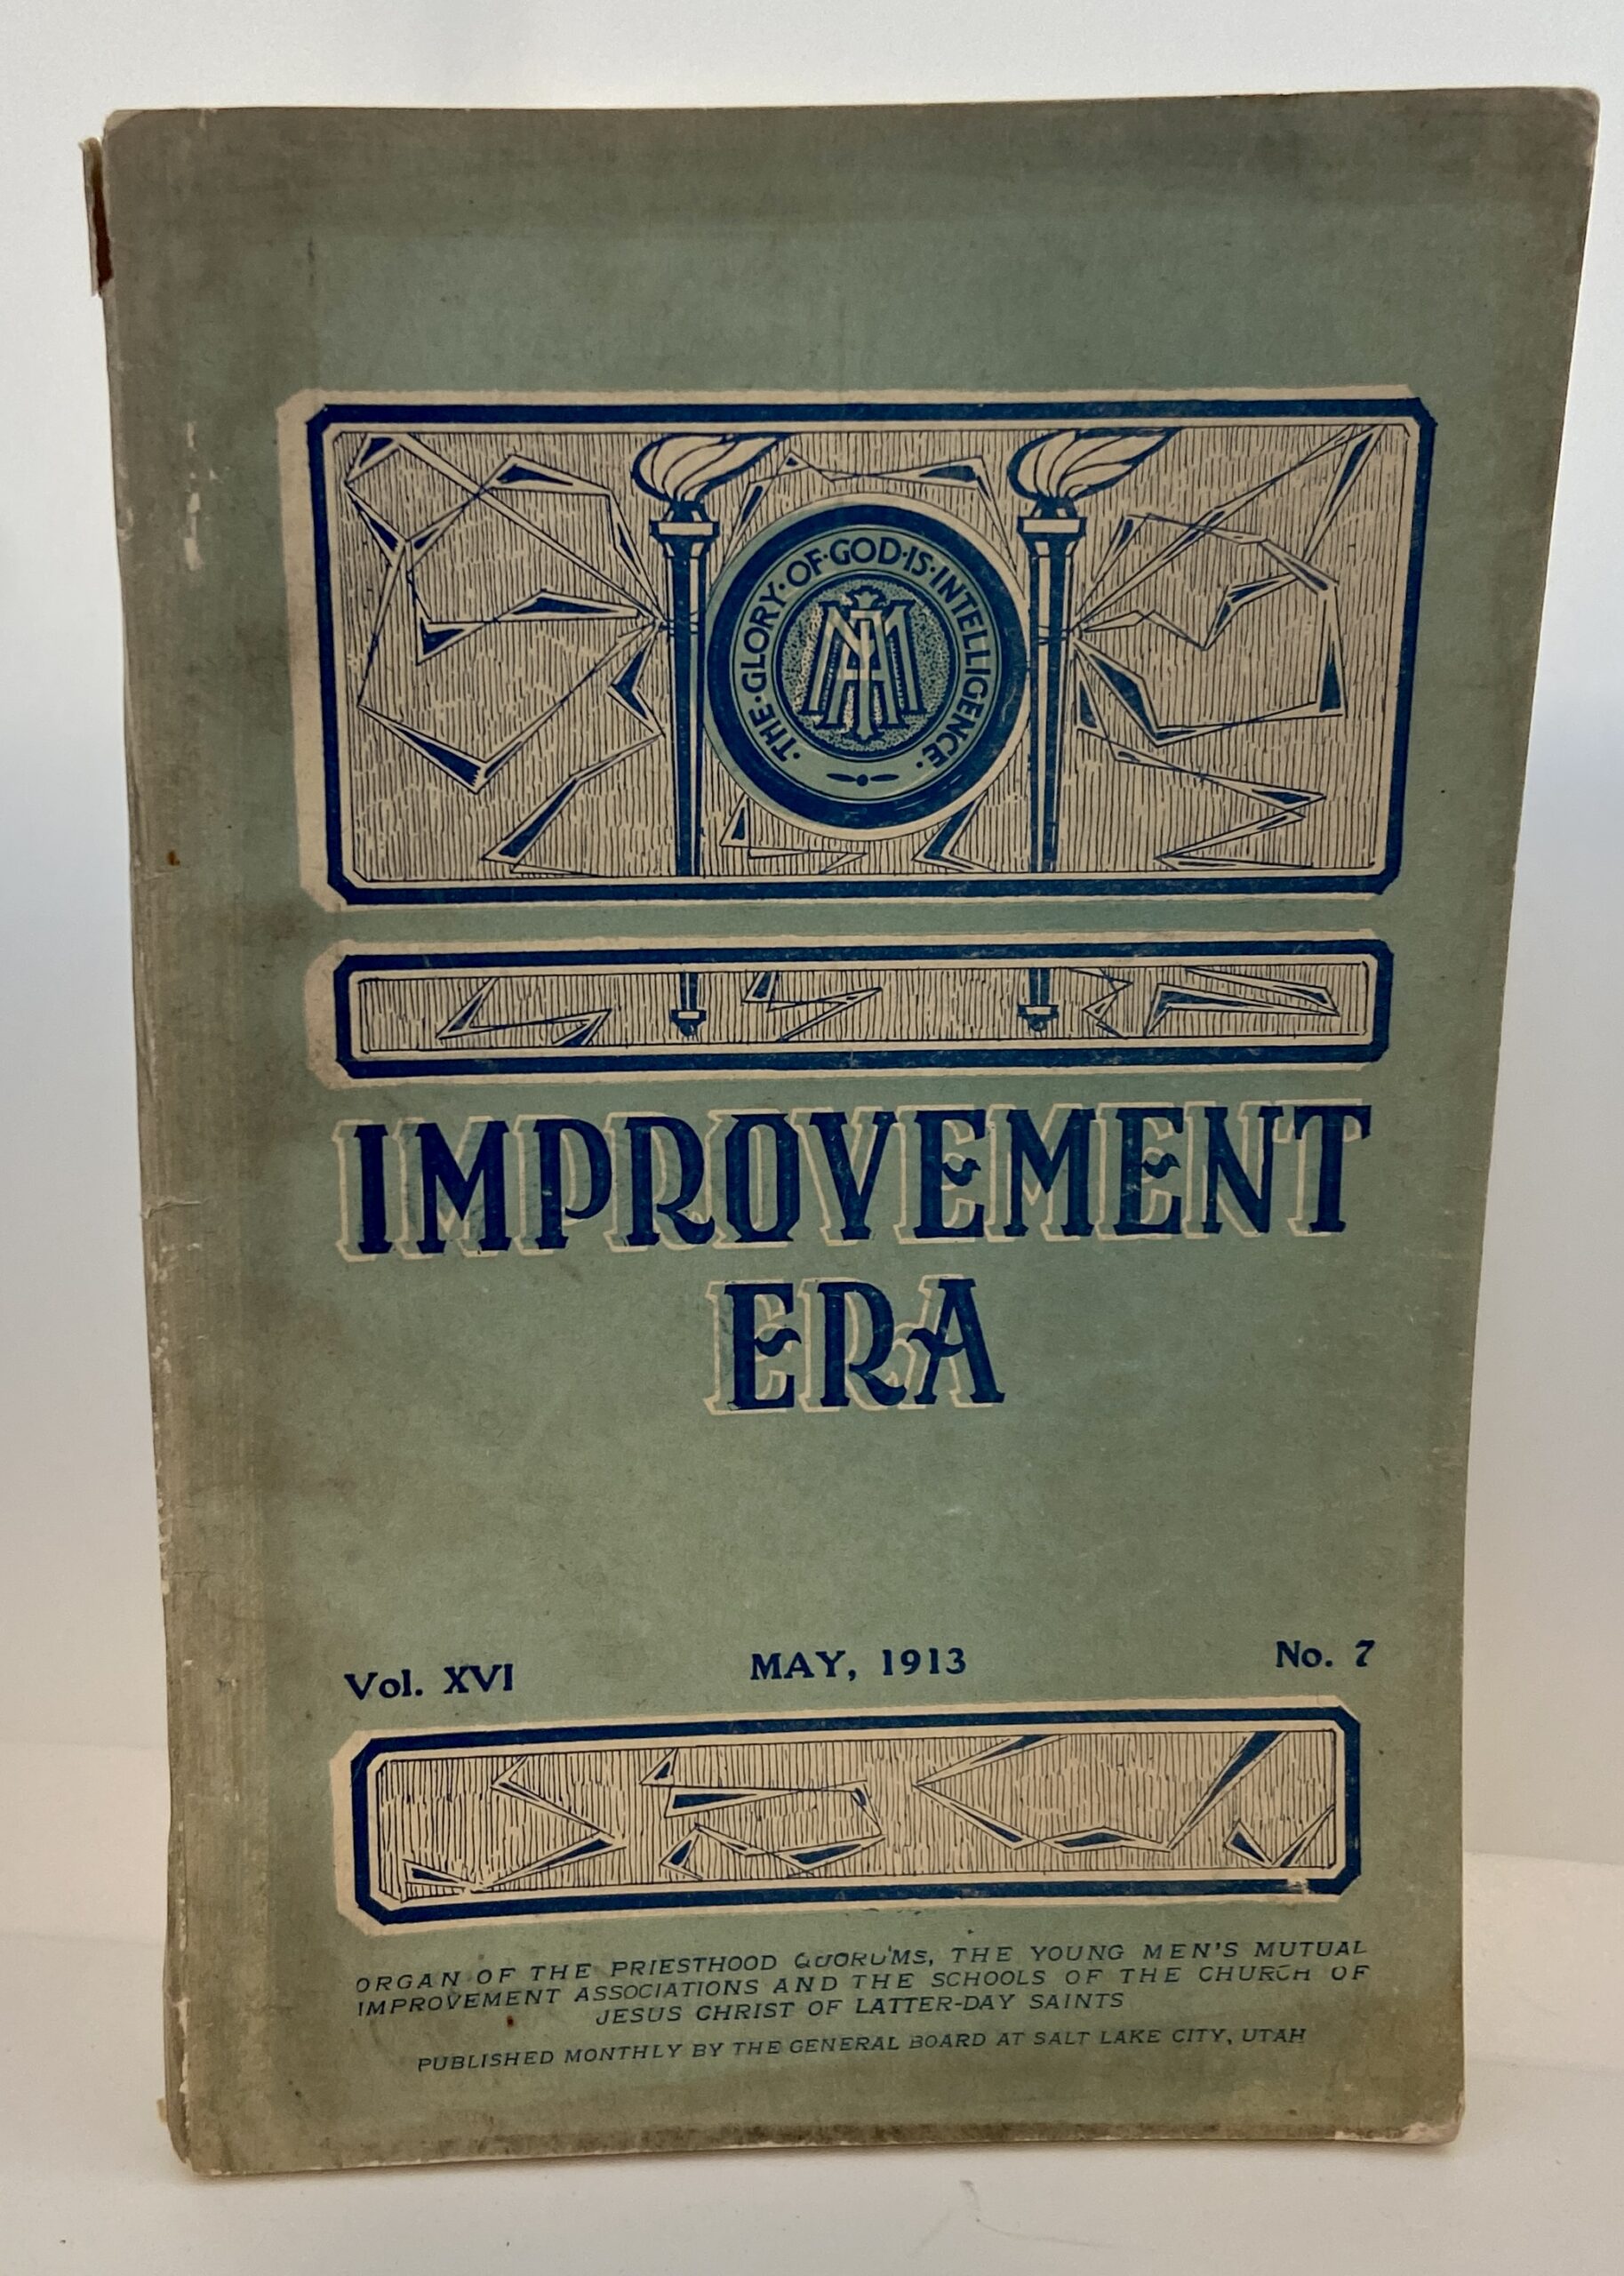 ·THE·GLORY·OF·GOD·IS·INTELLIGENCE·
MIA
IMPROVEMENT
ERA
Vol. XVI MAY, 1913 No. 7
ORGAN OF THE PRIESTHOOD QUORUMS, THE YOUNG MEN'S MUTUAL
IMPROVEMENT ASSOCIATIONS AND THE SCHOOLS OF THE CHURCH OF
JESUS CHRIST OF LATTER-DAY SAINTS
PUBLISHED MONTHLY BY THE GENERAL BOARD AT SALT LAKE CITY, UTAH